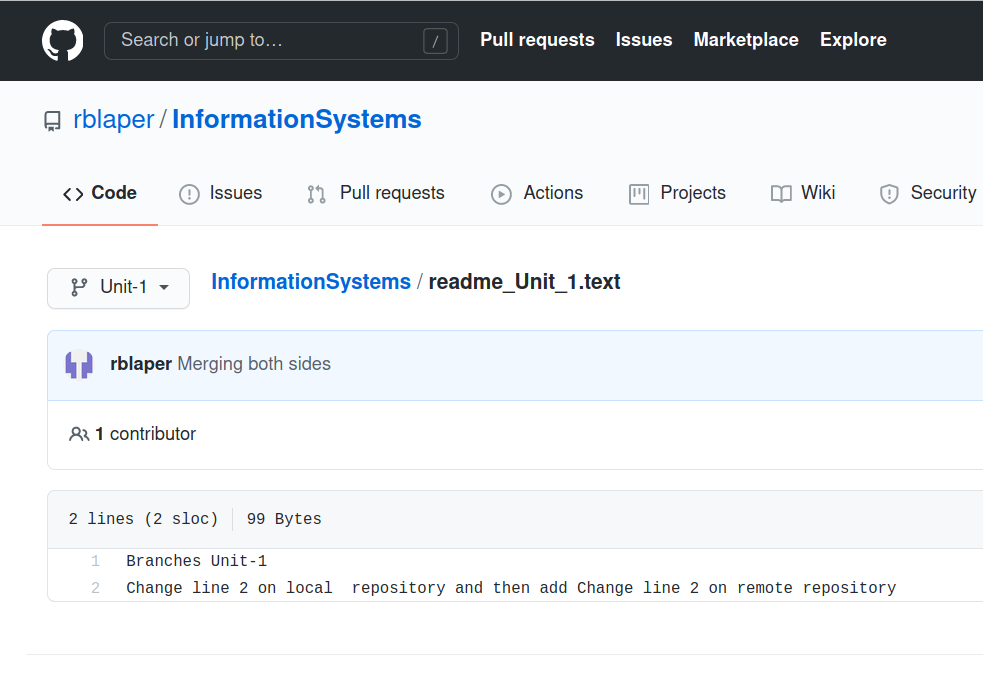 Search or jump to… /
Pull requests Issues Marketplace Explore
rblaper / InformationSystems
Code Issues Pull requests Actions Projects Wiki Security
Unit-1 InformationSystems / readme_Unit_1.text
rblaper Merging both sides
1 contributor
2 lines (2 sloc) 99 Bytes
1 Branches Unit-1
2 Change line 2 on local  repository and then add Change line 2 on remote repository